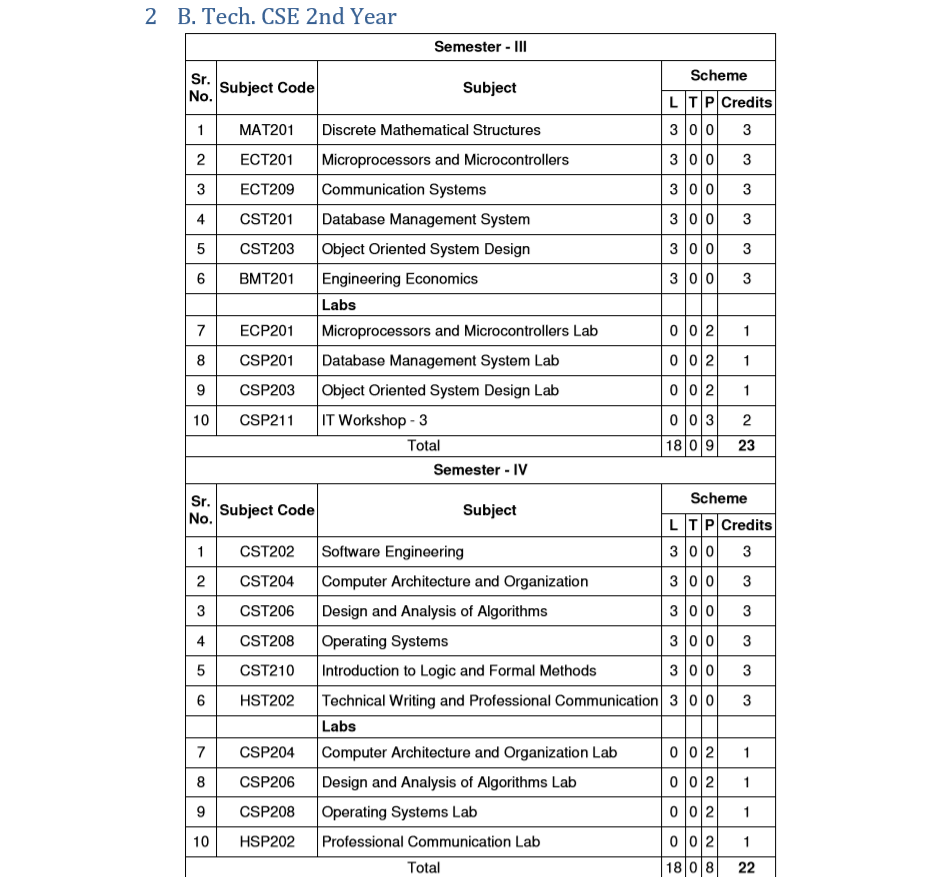 2 B. Tech. CSE 2nd Year
Semester - III
Sr. No. Subject Code Subject Scheme
L T P Credits
1 MAT201 Discrete Mathematical Structures 3 0 0 3
2 ECT201 Microprocessors and Microcontrollers 3 0 0 3
3 ECT209 Communication Systems 3 0 0 3
4 CST201 Database Management System 3 0 0 3
5 CST203 Object Oriented System Design 3 0 0 3
6 BMT201 Engineering Economics 3 0 0 3
Labs
7 ECP201 Microprocessors and Microcontrollers Lab 0 0 2 1
8 CSP201 Database Management System Lab 0 0 2 1
9 CSP203 Object Oriented System Design Lab 0 0 2 1
10 CSP211 IT Workshop - 3 0 0 3 2
Total 18 0 9 23
Semester - IV
Sr. No. Subject Code Subject Scheme
L T P Credits
1 CST202 Software Engineering 3 0 0 3
2 CST204 Computer Architecture and Organization 3 0 0 3
3 CST206 Design and Analysis of Algorithms 3 0 0 3
4 CST208 Operating Systems 3 0 0 3
5 CST210 Introduction to Logic and Formal Methods 3 0 0 3
6 HST202 Technical Writing and Professional Communication 3 0 0 3
Labs
7 CSP204 Computer Architecture and Organization Lab 0 0 2 1
8 CSP206 Design and Analysis of Algorithms Lab 0 0 2 1
9 CSP208 Operating Systems Lab 0 0 2 1
10 HSP202 Professional Communication Lab 0 0 2 1
Total 18 0 8 22